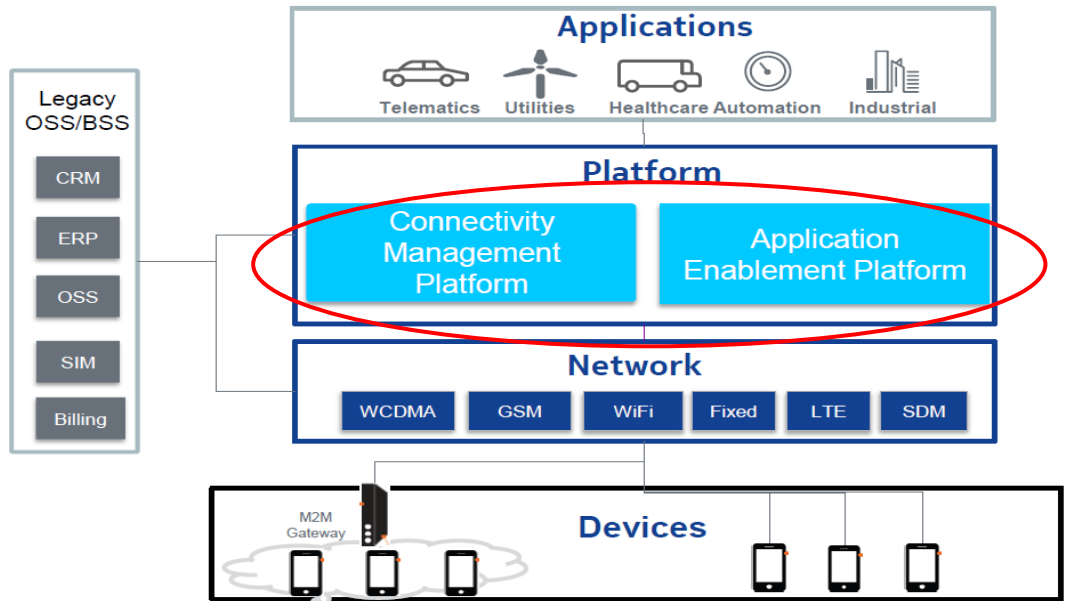 Applications
Telematics Utilities Healthcare Automation Industrial
Legacy
OSS/BSS
CRM
ERP
OSS
SIM
Billing
Platform
Connectivity
Management
Platform
Application
Enablement Platform
Network
WCDMA GSM WiFi Fixed LTE SDM
Devices
M2M
Gateway